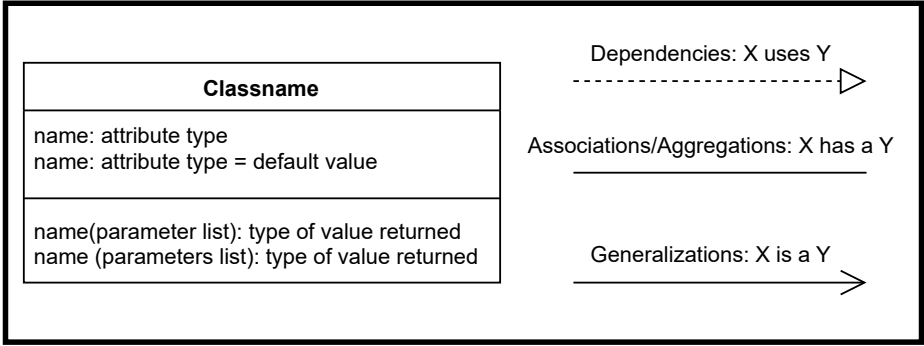 Classname
name: attribute type
name: attribute type = default value
name(parameter list): type of value returned
name (parameters list): type of value returned
Dependencies: X uses Y
Associations/Aggregations: X has a Y
Generalizations: X is a Y